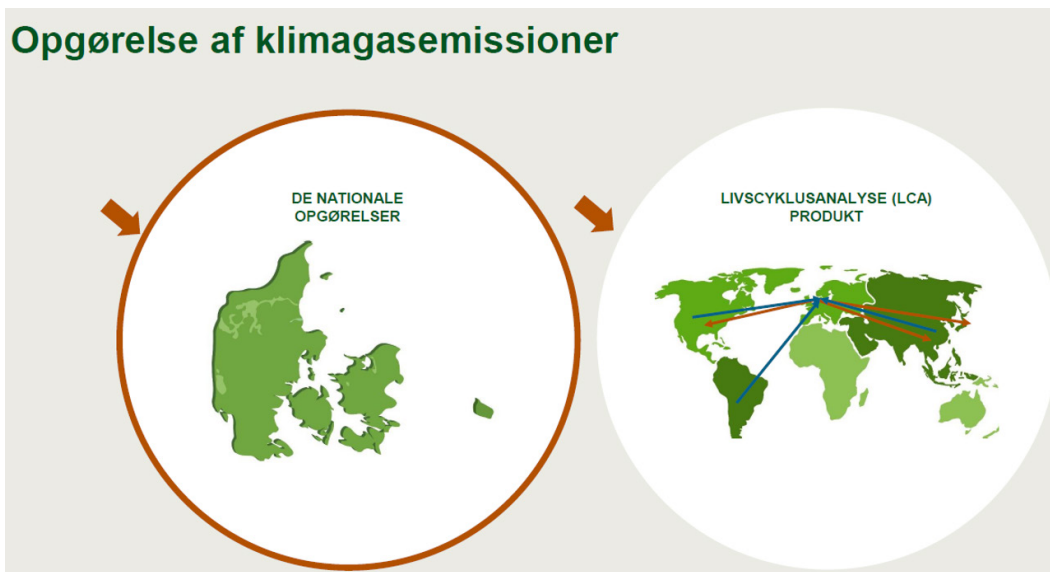 Opgørelse af klimagasemissioner
DE NATIONALE
OPGØRELSER
LIVSCYKLUSANALYSE (LCA)
PRODUKT